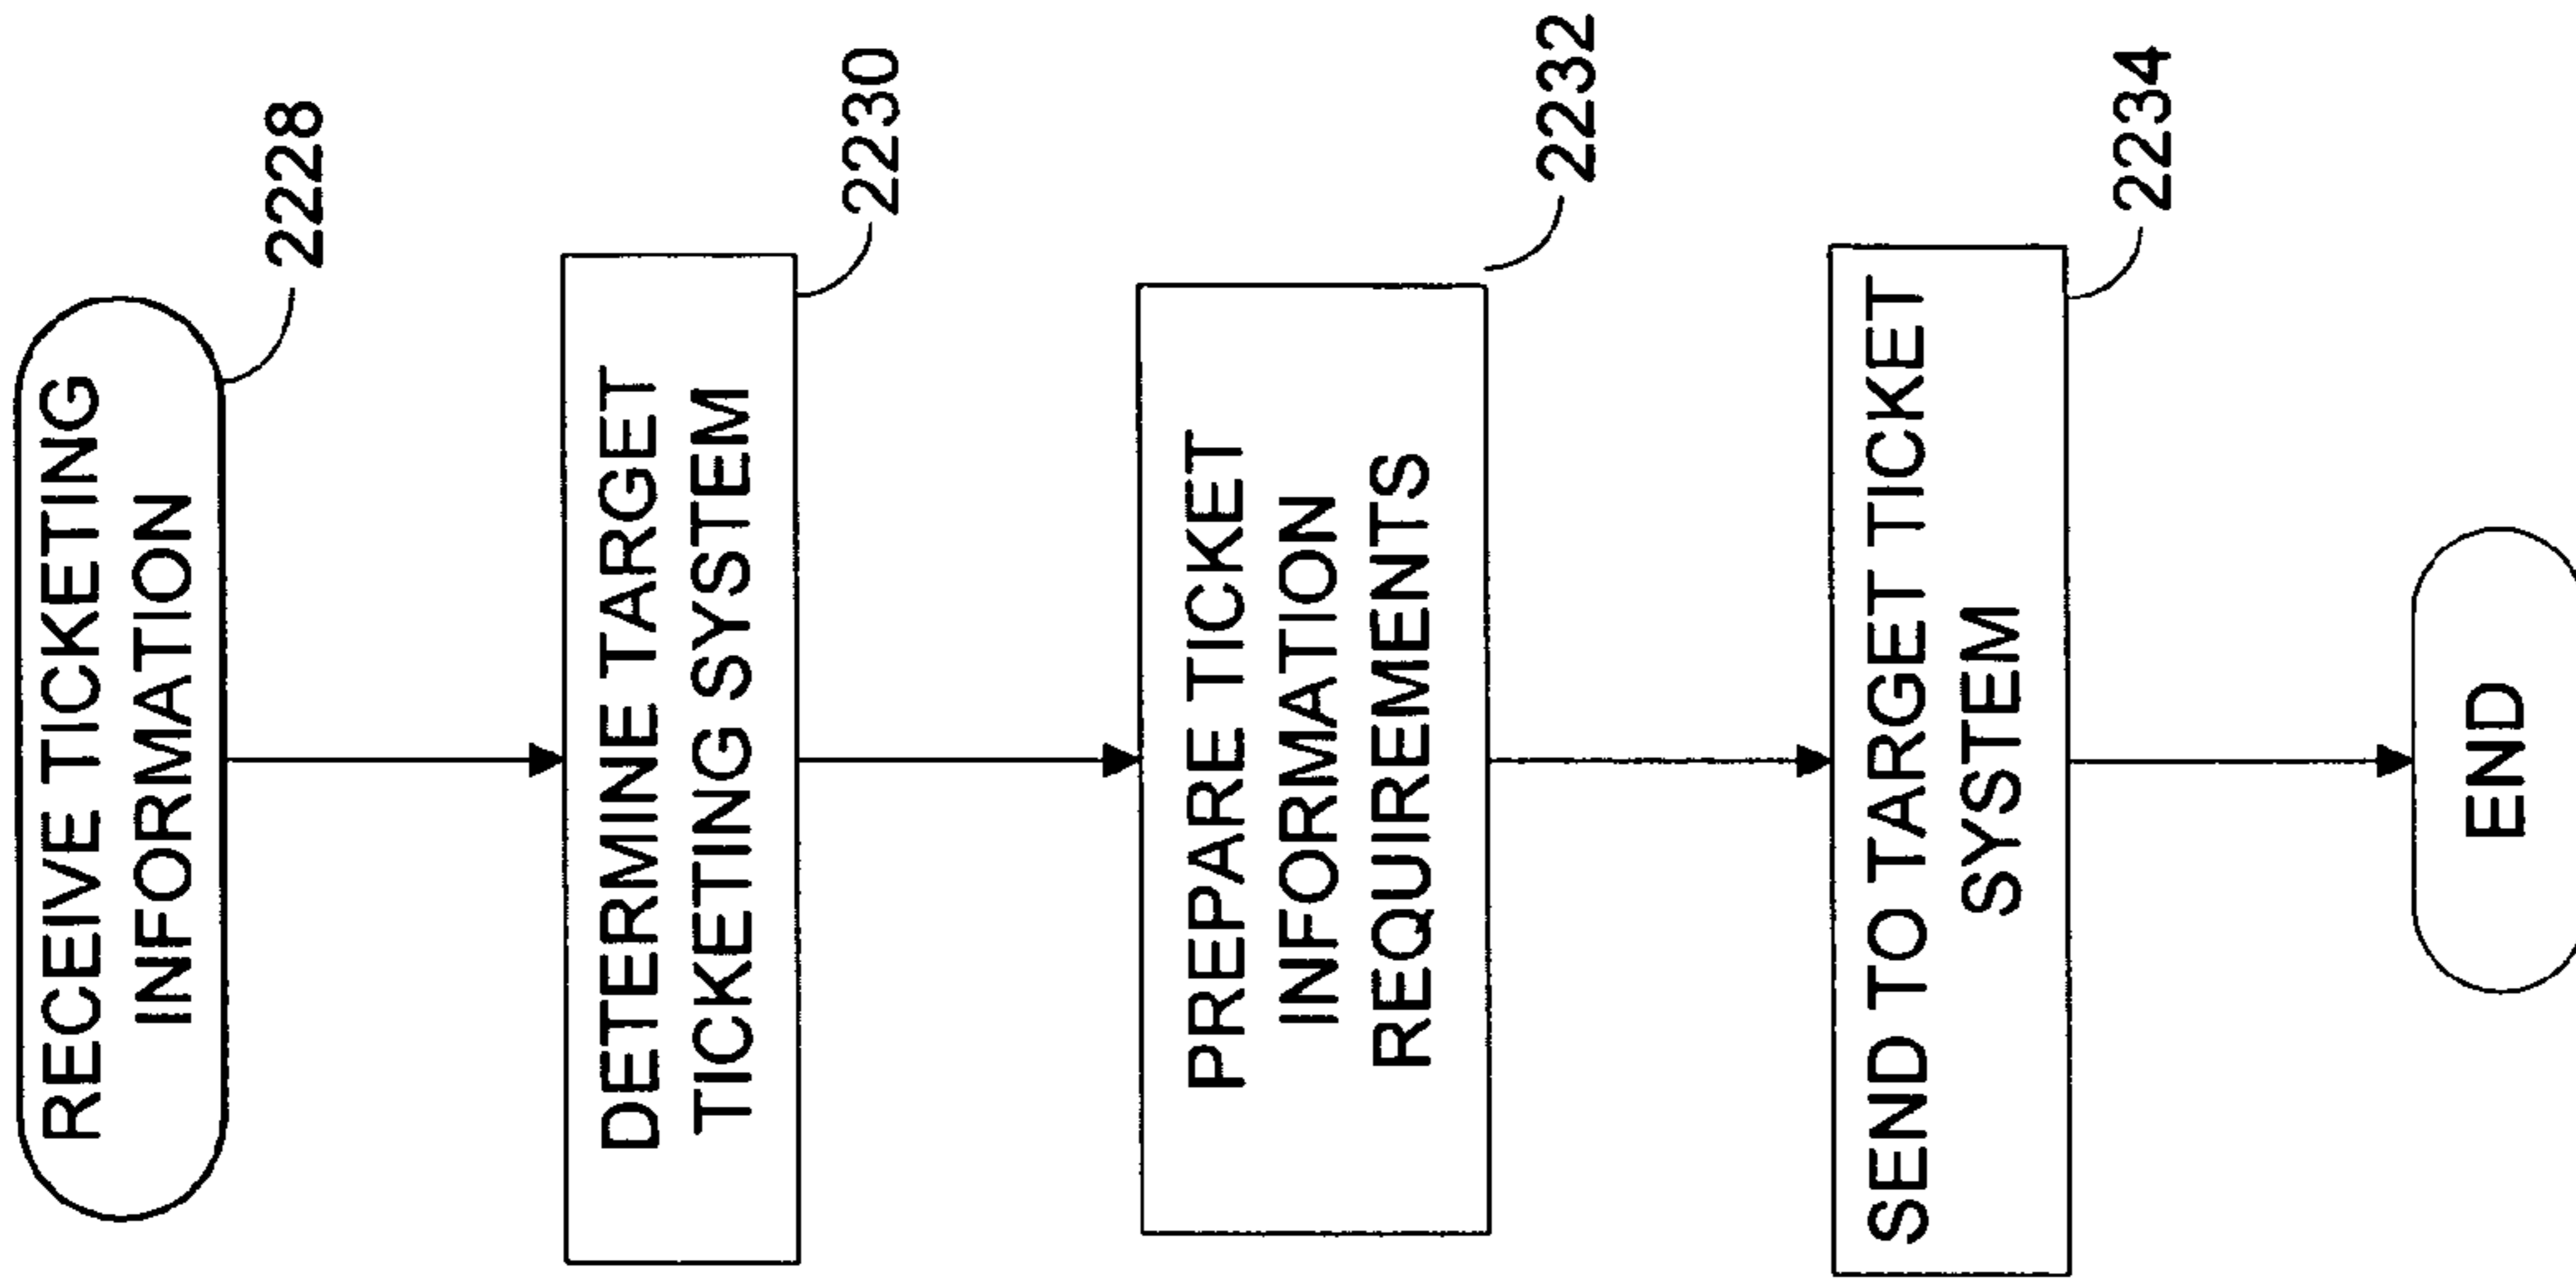 RECEIVE TICKETING
INFORMATION
2228
DETERMINE TARGET
TICKETING SYSTEM
2230
PREPARE TICKET
INFORMATION
REQUIREMENTS
2232
SEND TO TARGET TICKET
SYSTEM
2234
END